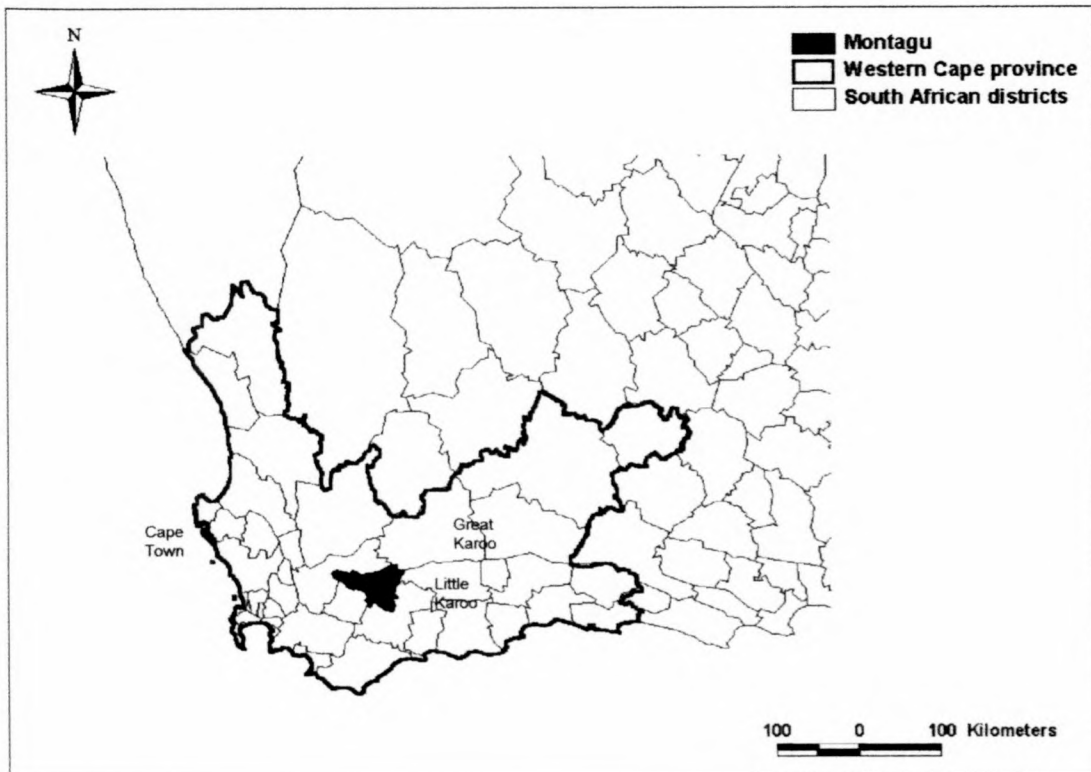 N
Montagu
Western Cape province
South African districts
Cape
Town
Great
Karoo
Little
Karoo
100 0 100 Kilometers